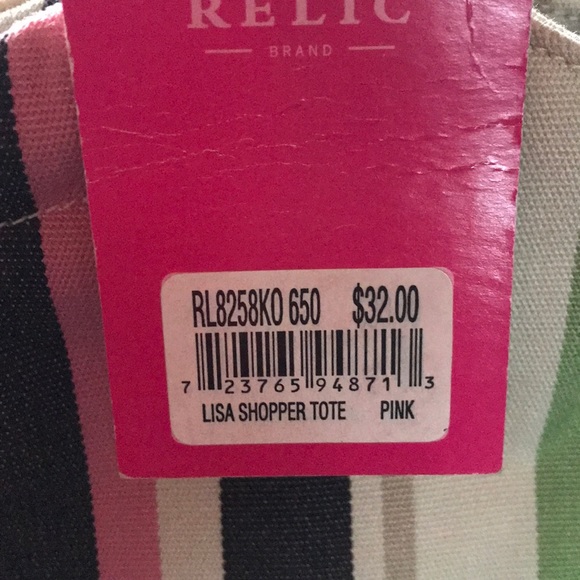 RELIC
BRAND
RL8258KO 650 $32.00
7 23765 94871 3
LISA SHOPPER TOTE PINK